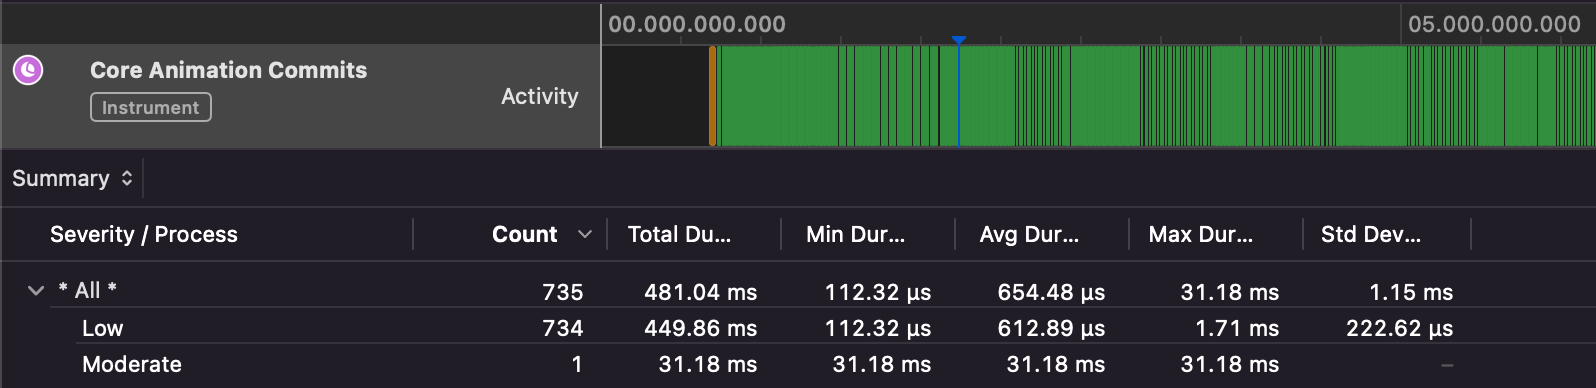 00.000.000.000 05.000.000.000
Core Animation Commits
Instrument
Activity
Summary
Severity / Process Count Total Du... Min Dur... Avg Dur... Max Dur... Std Dev...
* All * 735 481.04 ms 112.32 µs 654.48 µs 31.18 ms 1.15 ms
Low 734 449.86 ms 112.32 µs 612.89 µs 1.71 ms 222.62 µs
Moderate 1 31.18 ms 31.18 ms 31.18 ms 31.18 ms –